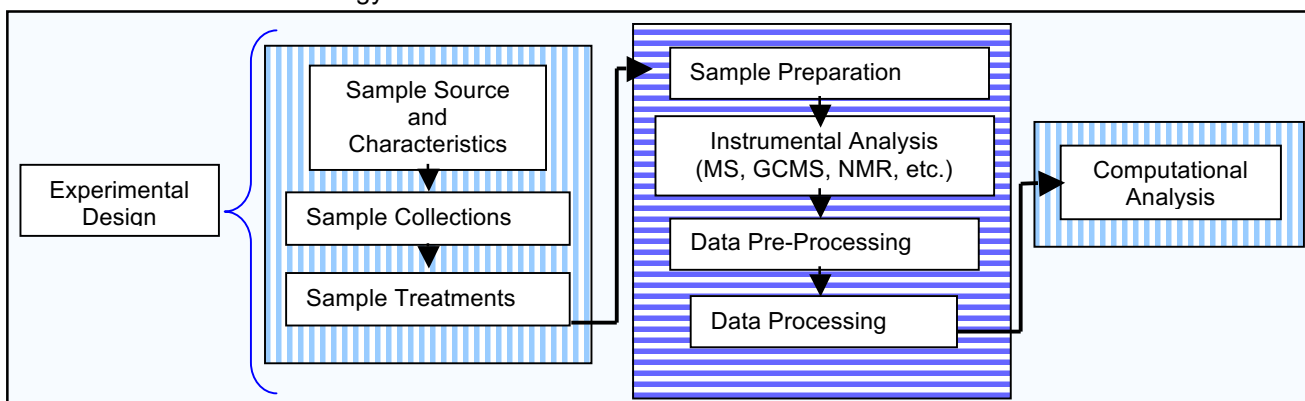 gy
Experimental
Design
Sample Source
and
Characteristics
Sample Collections
Sample Treatments
Sample Preparation
Instrumental Analysis
(MS, GCMS, NMR, etc.)
Data Pre-Processing
Data Processing
Computational
Analysis